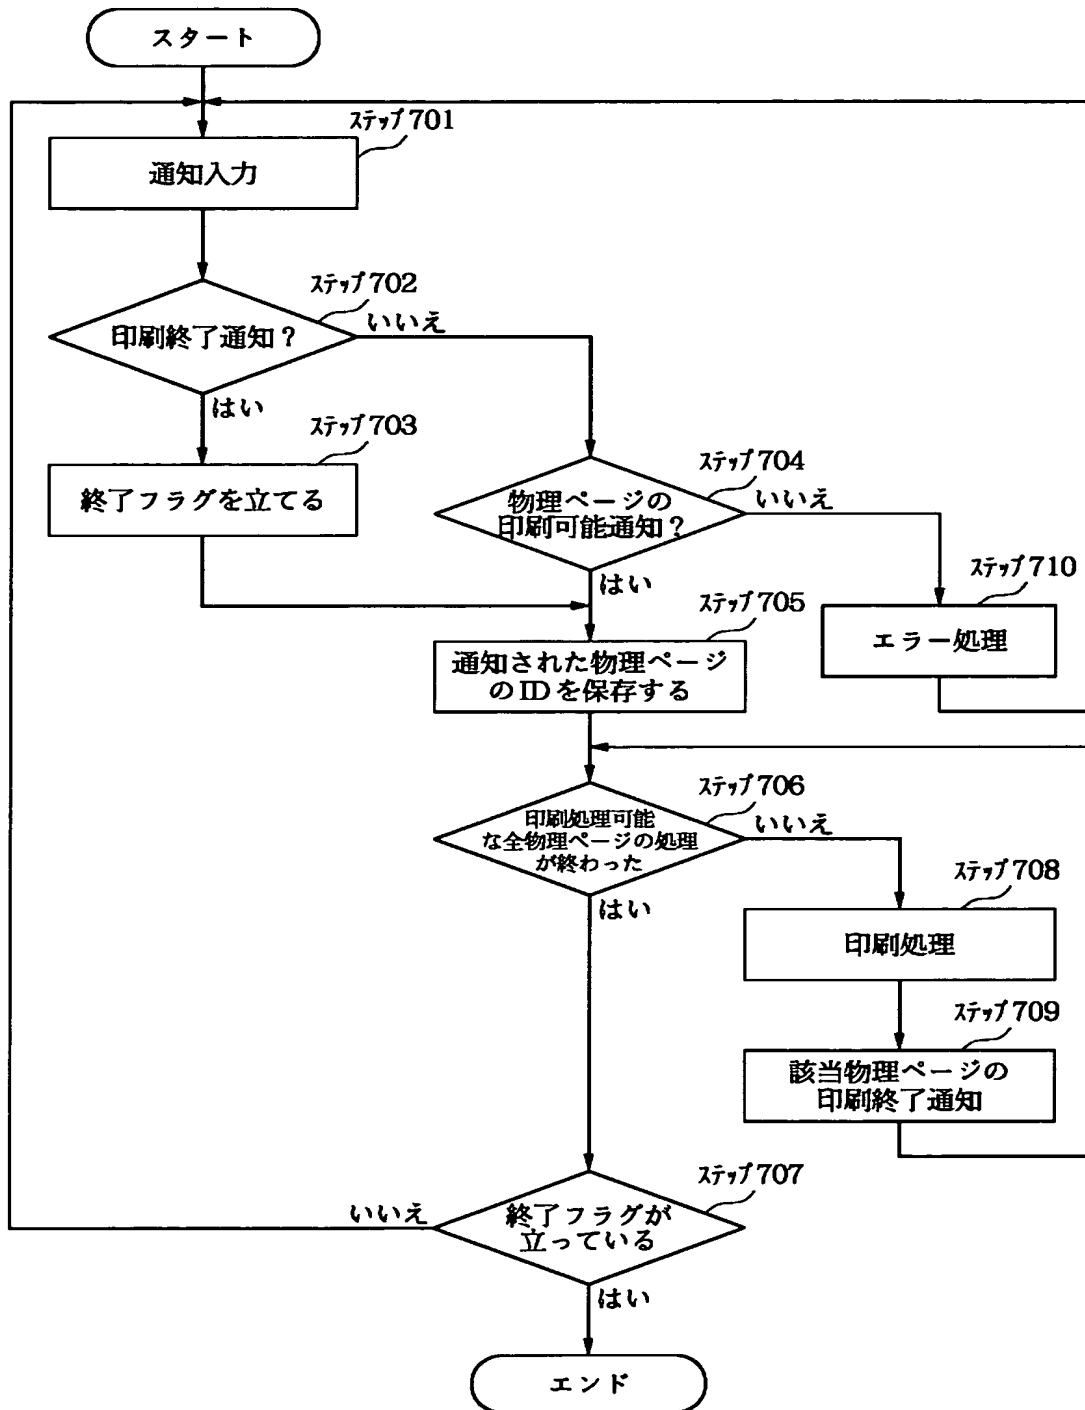 スタート
ステップ701
通知入力
ステップ702
印刷終了通知？
いいえ
はい
ステップ703
終了フラグを立てる
ステップ704
物理ページの
印刷可能通知？
いいえ
はい
ステップ710
エラー処理
ステップ705
通知された物理ページ
のIDを保存する
ステップ706
印刷処理可能
な全物理ページの処理
が終わった
いいえ
はい
ステップ708
印刷処理
ステップ709
該当物理ページの
印刷終了通知
ステップ707
終了フラグが
立っている
いいえ
はい
エンド